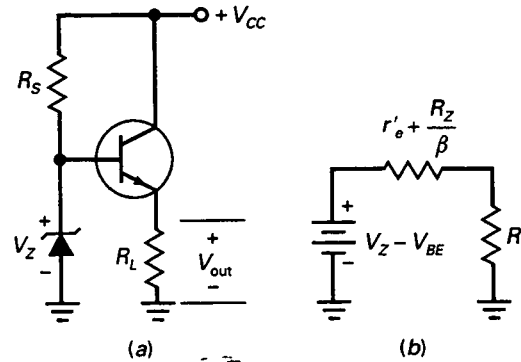 + V_CC
R_S
+
V_Z
-
R_L
+
V_out
-
(a)
r'_e + R_Z/β
+
V_Z - V_BE
-
R
(b)